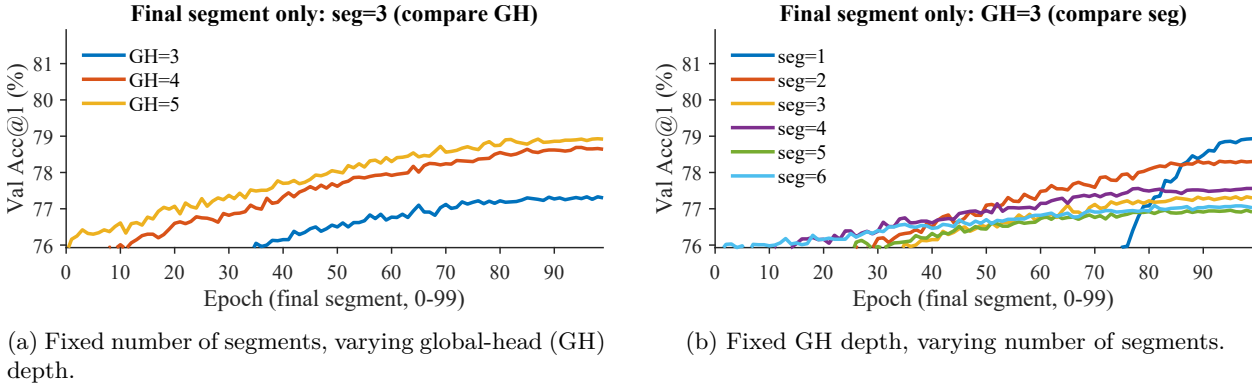 Final segment only: seg=3 (compare GH)
GH=3
GH=4
GH=5
Val Acc@1 (%)
81
80
79
78
77
76
0 10 20 30 40 50 60 70 80 90
Epoch (final segment, 0-99)
(a) Fixed number of segments, varying global-head (GH)
depth.
Final segment only: GH=3 (compare seg)
seg=1
seg=2
seg=3
seg=4
seg=5
seg=6
Val Acc@1 (%)
81
80
79
78
77
76
0 10 20 30 40 50 60 70 80 90
Epoch (final segment, 0-99)
(b) Fixed GH depth, varying number of segments.